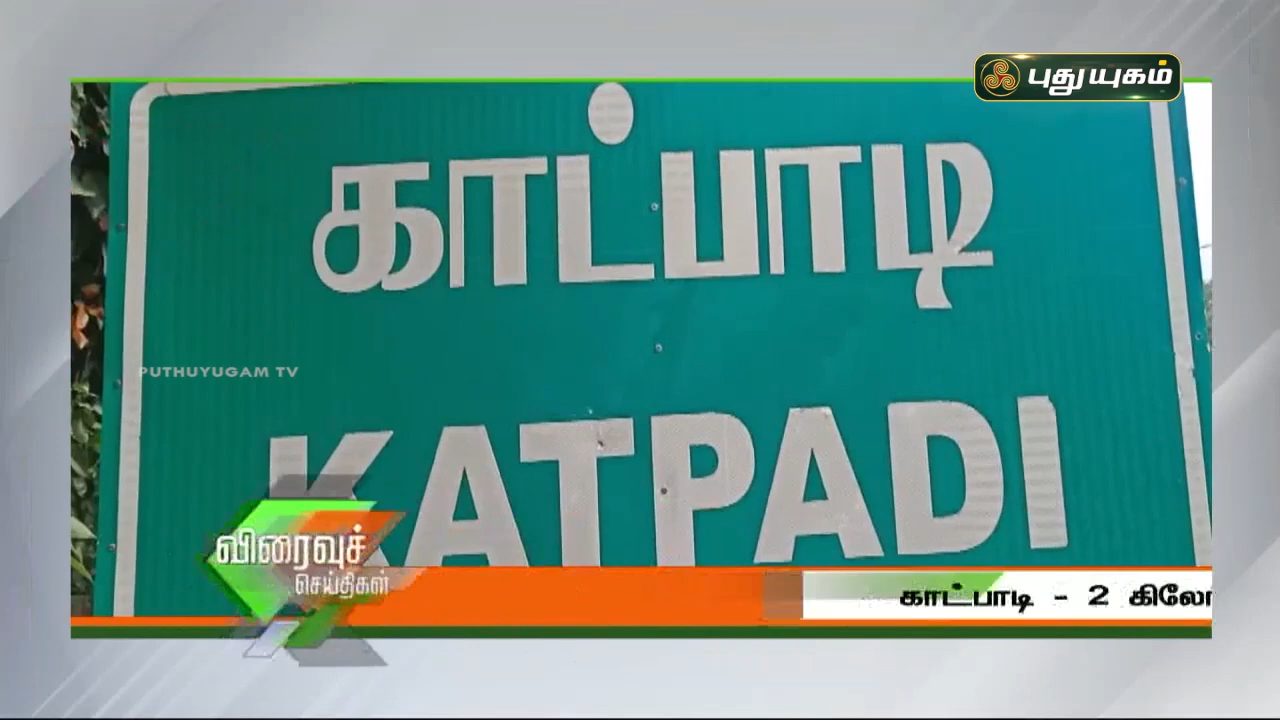 புதுயுகம்
காட்பாடி
PUTHUYUGAM TV
KATPADI
விரைவுச்
செய்திகள்
காட்பாடி - 2 கிலோ